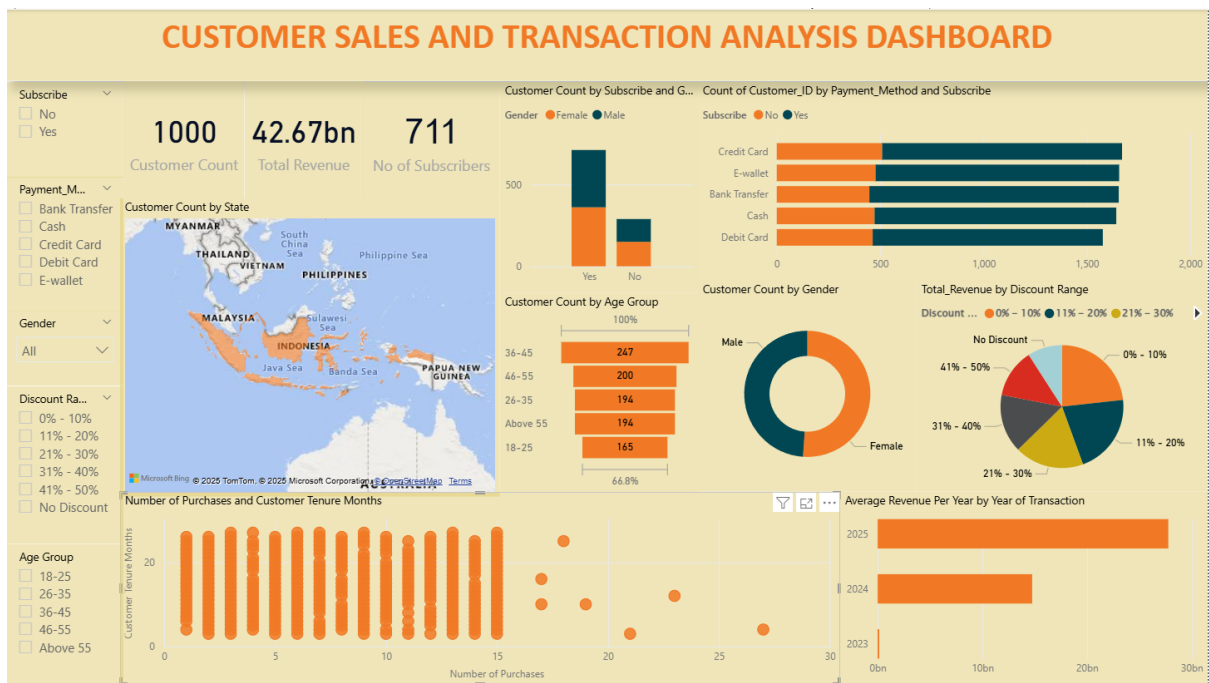 CUSTOMER SALES AND TRANSACTION ANALYSIS DASHBOARD
Subscribe
No
Yes
Payment_M...
Bank Transfer
Cash
Credit Card
Debit Card
E-wallet
Gender
All
Discount Ra...
0% - 10%
11% - 20%
21% - 30%
31% - 40%
41% - 50%
No Discount
Age Group
18-25
26-35
36-45
46-55
Above 55
1000
Customer Count
42.67bn
Total Revenue
711
No of Subscribers
Customer Count by State
MYANMAR
South
China
Sea
THAILAND
VIETNAM
Philippine Sea
PHILIPPINES
MALAYSIA
Sulawesi
Sea
INDONESIA
Java Sea
Banda Sea
PAPUA NEW
GUINEA
AUSTRALIA
Microsoft Bing
© 2025 TomTom, © 2025 Microsoft Corporation, © OpenStreetMap Terms
Customer Count by Subscribe and G...
Gender Female Male
500
0
Yes No
Count of Customer_ID by Payment_Method and Subscribe
Subscribe No Yes
Credit Card
E-wallet
Bank Transfer
Cash
Debit Card
0 500 1,000 1,500 2,000
Customer Count by Age Group
100%
36-45 247
46-55 200
26-35 194
Above 55 194
18-25 165
66.8%
Customer Count by Gender
Male
Female
Total_Revenue by Discount Range
Discount ... 0% - 10% 11% - 20% 21% - 30%
No Discount
0% - 10%
41% - 50%
31% - 40%
11% - 20%
21% - 30%
Number of Purchases and Customer Tenure Months
Customer Tenure Months
20
0
0 5 10 15 20 25 30
Number of Purchases
Average Revenue Per Year by Year of Transaction
2025
2024
2023
0bn 10bn 20bn 30bn